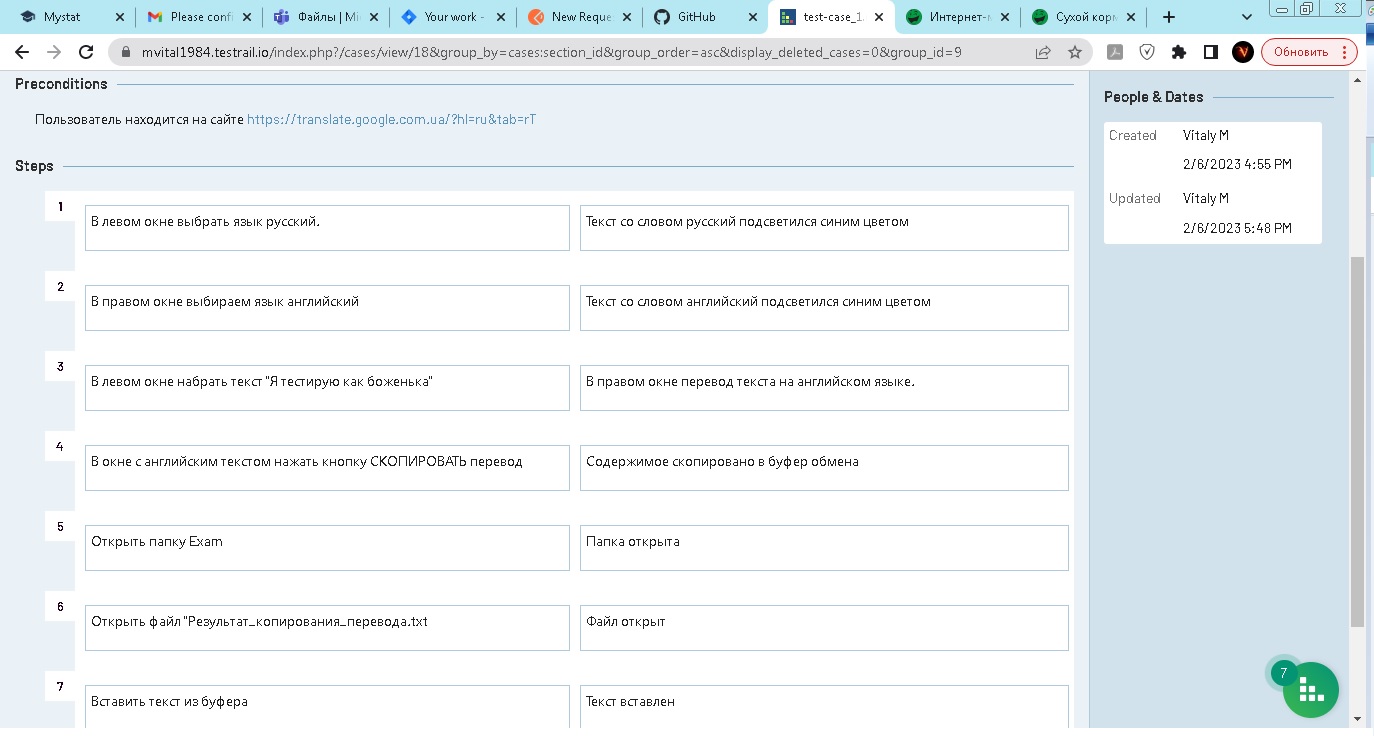 Mystat
Please confi
Файлы | Mi
Your work -
New Reque
GitHub
test-case_1.
Интернет-
Сухой корм
mvital1984.testrail.io/index.php?/cases/view/18&group_by=cases:section_id&group_order=asc&display_deleted_cases=0&group_id=9
Обновить
Preconditions
Пользователь находится на сайте https://translate.google.com.ua/?hl=ru&tab=rT
Steps
1
В левом окне выбрать язык русский.
Текст со словом русский подсветился синим цветом
2
В правом окне выбираем язык английский
Текст со словом английский подсветился синим цветом
3
В левом окне набрать текст "Я тестирую как боженька"
В правом окне перевод текста на английском языке.
4
В окне с английским текстом нажать кнопку СКОПИРОВАТЬ перевод
Содержимое скопировано в буфер обмена
5
Открыть папку Exam
Папка открыта
6
Открыть файл "Результат_копирования_перевода.txt
Файл открыт
7
Вставить текст из буфера
Текст вставлен
People & Dates
Created Vitaly M
2/6/2023 4:55 PM
Updated Vitaly M
2/6/2023 5:48 PM
7